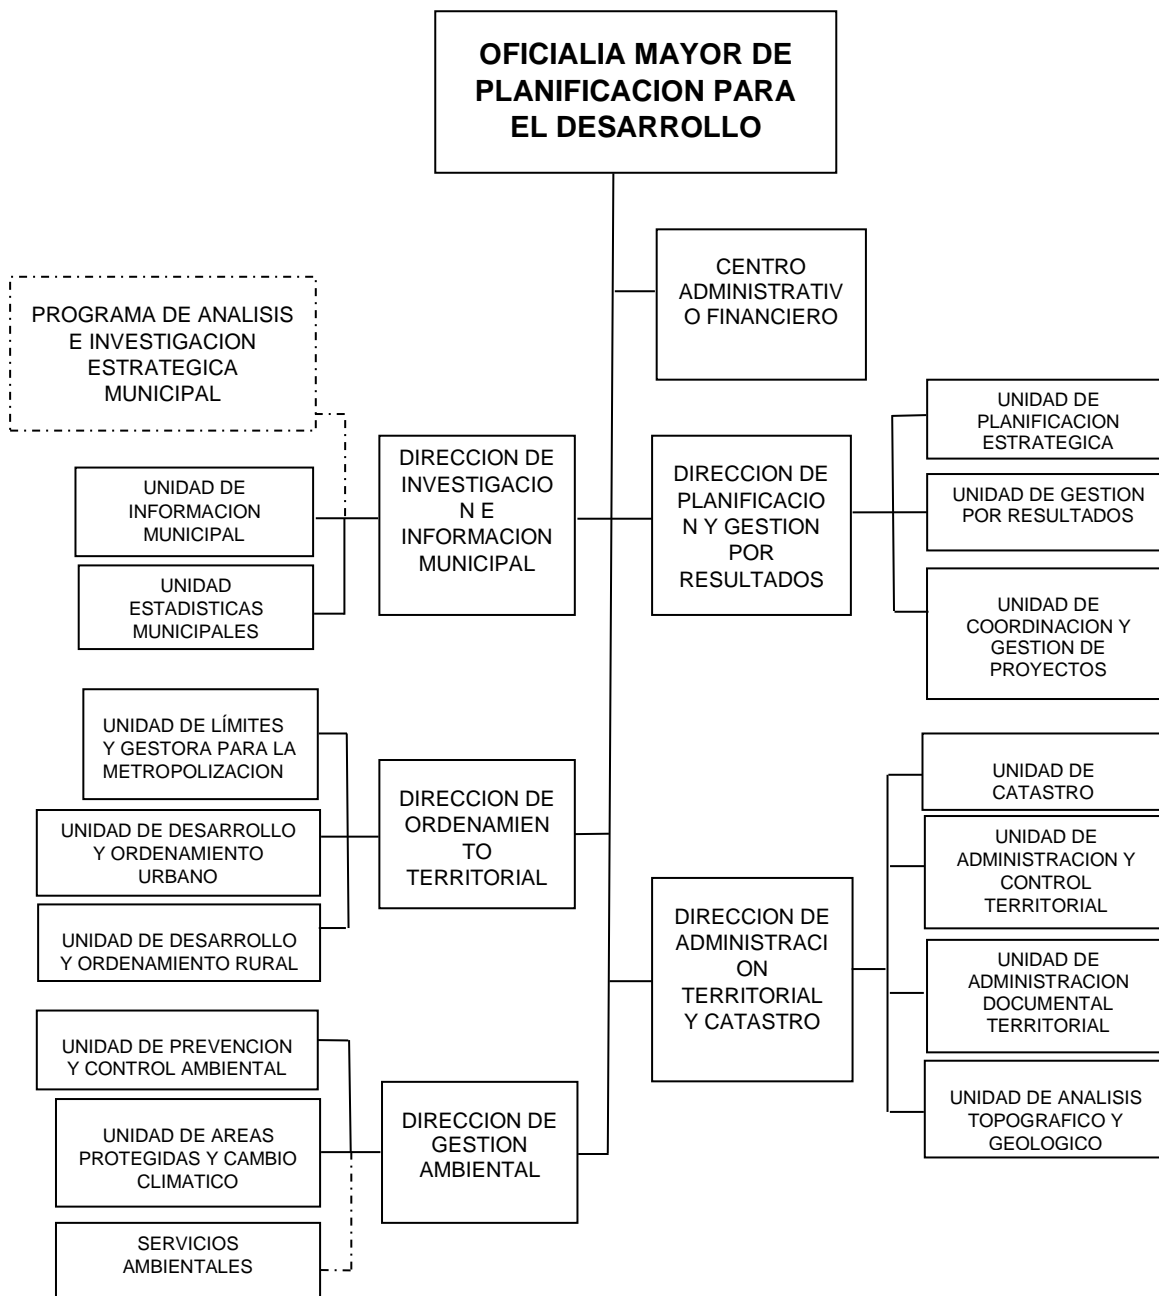 OFICIALIA MAYOR DE
PLANIFICACION PARA
EL DESARROLLO
CENTRO
ADMINISTRATIV
O FINANCIERO
PROGRAMA DE ANALISIS
E INVESTIGACION
ESTRATEGICA
MUNICIPAL
UNIDAD DE
INFORMACION
MUNICIPAL
UNIDAD
ESTADISTICAS
MUNICIPALES
DIRECCION DE
INVESTIGACIO
N E
INFORMACION
MUNICIPAL
DIRECCION DE
PLANIFICACIO
N Y GESTION
POR
RESULTADOS
UNIDAD DE
PLANIFICACION
ESTRATEGICA
UNIDAD DE GESTION
POR RESULTADOS
UNIDAD DE
COORDINACION Y
GESTION DE
PROYECTOS
UNIDAD DE LÍMITES
Y GESTORA PARA LA
METROPOLIZACION
UNIDAD DE DESARROLLO
Y ORDENAMIENTO
URBANO
UNIDAD DE DESARROLLO
Y ORDENAMIENTO RURAL
DIRECCION DE
ORDENAMIEN
TO
TERRITORIAL
DIRECCION DE
ADMINISTRACI
ON
TERRITORIAL
Y CATASTRO
UNIDAD DE
CATASTRO
UNIDAD DE
ADMINISTRACION Y
CONTROL
TERRITORIAL
UNIDAD DE
ADMINISTRACION
DOCUMENTAL
TERRITORIAL
UNIDAD DE ANALISIS
TOPOGRAFICO Y
GEOLOGICO
UNIDAD DE PREVENCION
Y CONTROL AMBIENTAL
UNIDAD DE AREAS
PROTEGIDAS Y CAMBIO
CLIMATICO
SERVICIOS
AMBIENTALES
DIRECCION DE
GESTION
AMBIENTAL